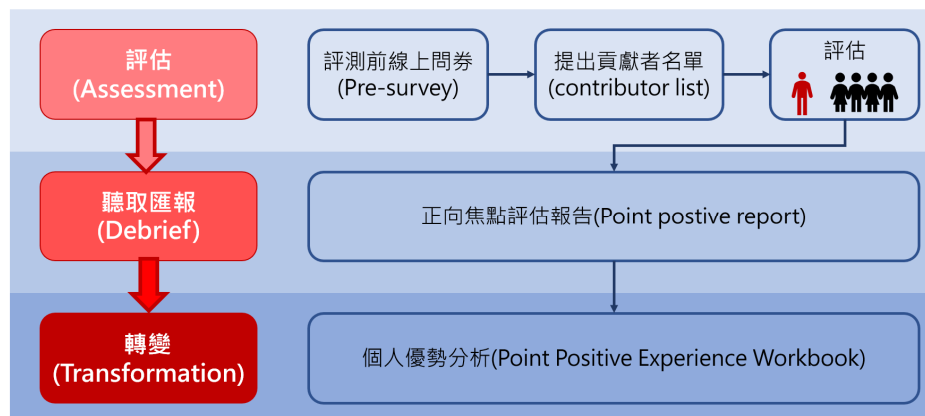 評估
(Assessment)
評測前線上問券
(Pre-survey)
提出貢獻者名單
(contributor list)
評估
聽取匯報
(Debrief)
正向焦點評估報告(Point postive report)
轉變
(Transformation)
個人優勢分析(Point Positive Experience Workbook)